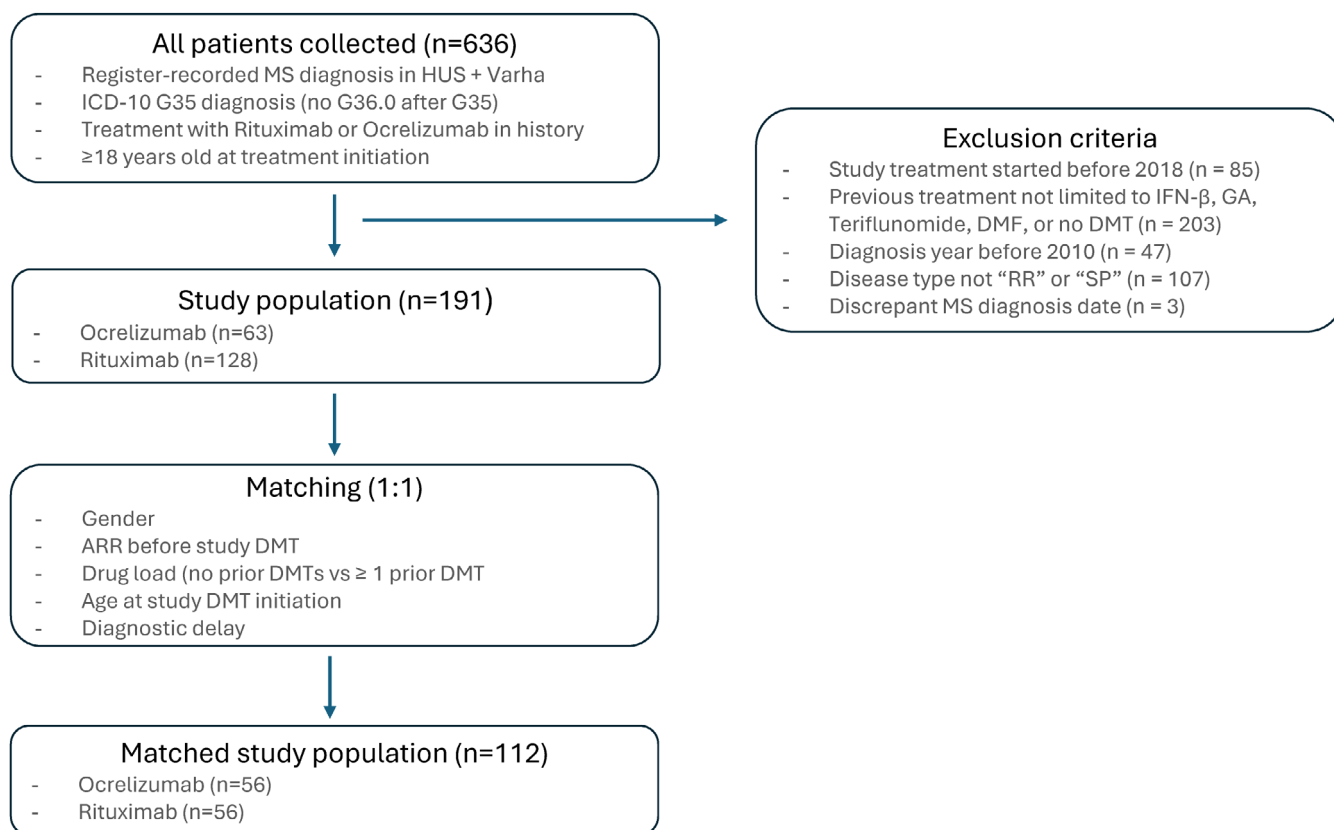 All patients collected (n=636)
- Register-recorded MS diagnosis in HUS + Varha
- ICD-10 G35 diagnosis (no G36.0 after G35)
- Treatment with Rituximab or Ocrelizumab in history
- ≥18 years old at treatment initiation
Exclusion criteria
- Study treatment started before 2018 (n = 85)
- Previous treatment not limited to IFN-β, GA,
Teriflunomide, DMF, or no DMT (n = 203)
- Diagnosis year before 2010 (n = 47)
- Disease type not “RR” or “SP” (n = 107)
- Discrepant MS diagnosis date (n = 3)
Study population (n=191)
- Ocrelizumab (n=63)
- Rituximab (n=128)
Matching (1:1)
- Gender
- ARR before study DMT
- Drug load (no prior DMTs vs ≥ 1 prior DMT
- Age at study DMT initiation
- Diagnostic delay
Matched study population (n=112)
- Ocrelizumab (n=56)
- Rituximab (n=56)